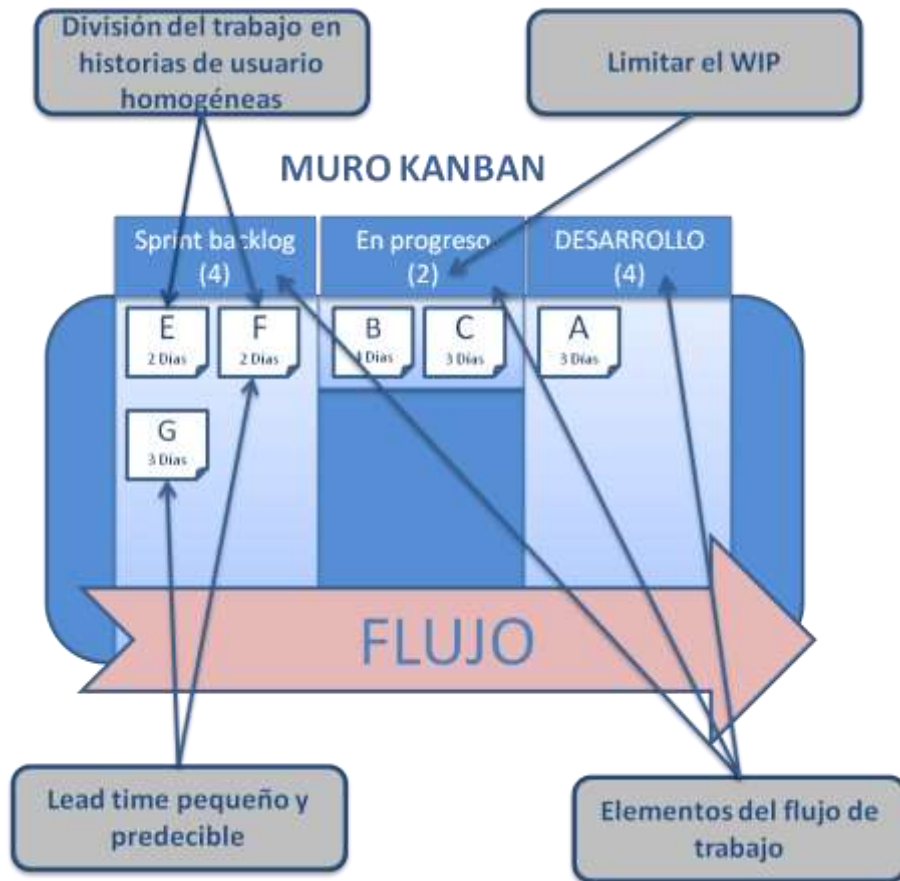 División del trabajo en
historias de usuario
homogéneas
Limitar el WIP
MURO KANBAN
Sprint backlog
(4)
En progreso
(2)
DESARROLLO
(4)
E
2 Días
F
2 Días
B
4 Días
C
3 Días
A
3 Días
G
3 Días
FLUJO
Lead time pequeño y
predecible
Elementos del flujo de
trabajo